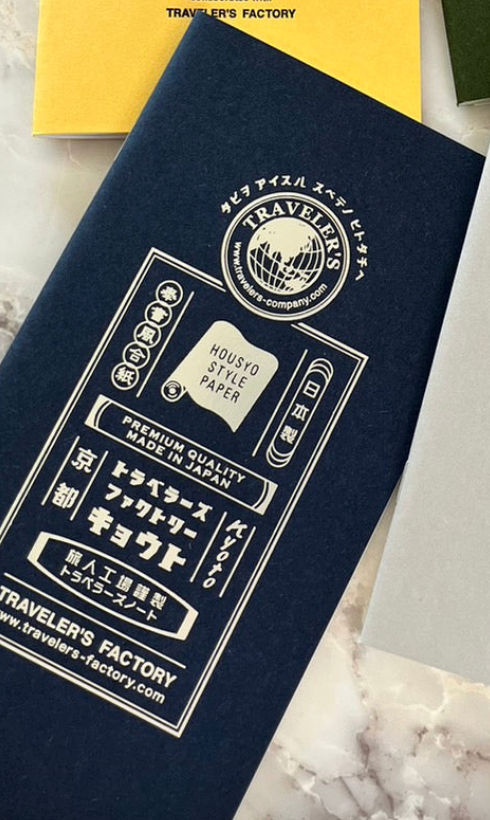 TRAVELER'S FACTORY
タビヲ アイスル スベテノ ヒトタチヘ
TRAVELER'S
www.travelers-company.com
奉書風合紙
HOUSYO
STYLE
PAPER
日本製
PREMIUM QUALITY
MADE IN JAPAN
京都
トラベラーズ
ファクトリー
キョウト
Kyoto
旅人工場謹製
トラベラーズノート
TRAVELER'S FACTORY
www.travelers-factory.com